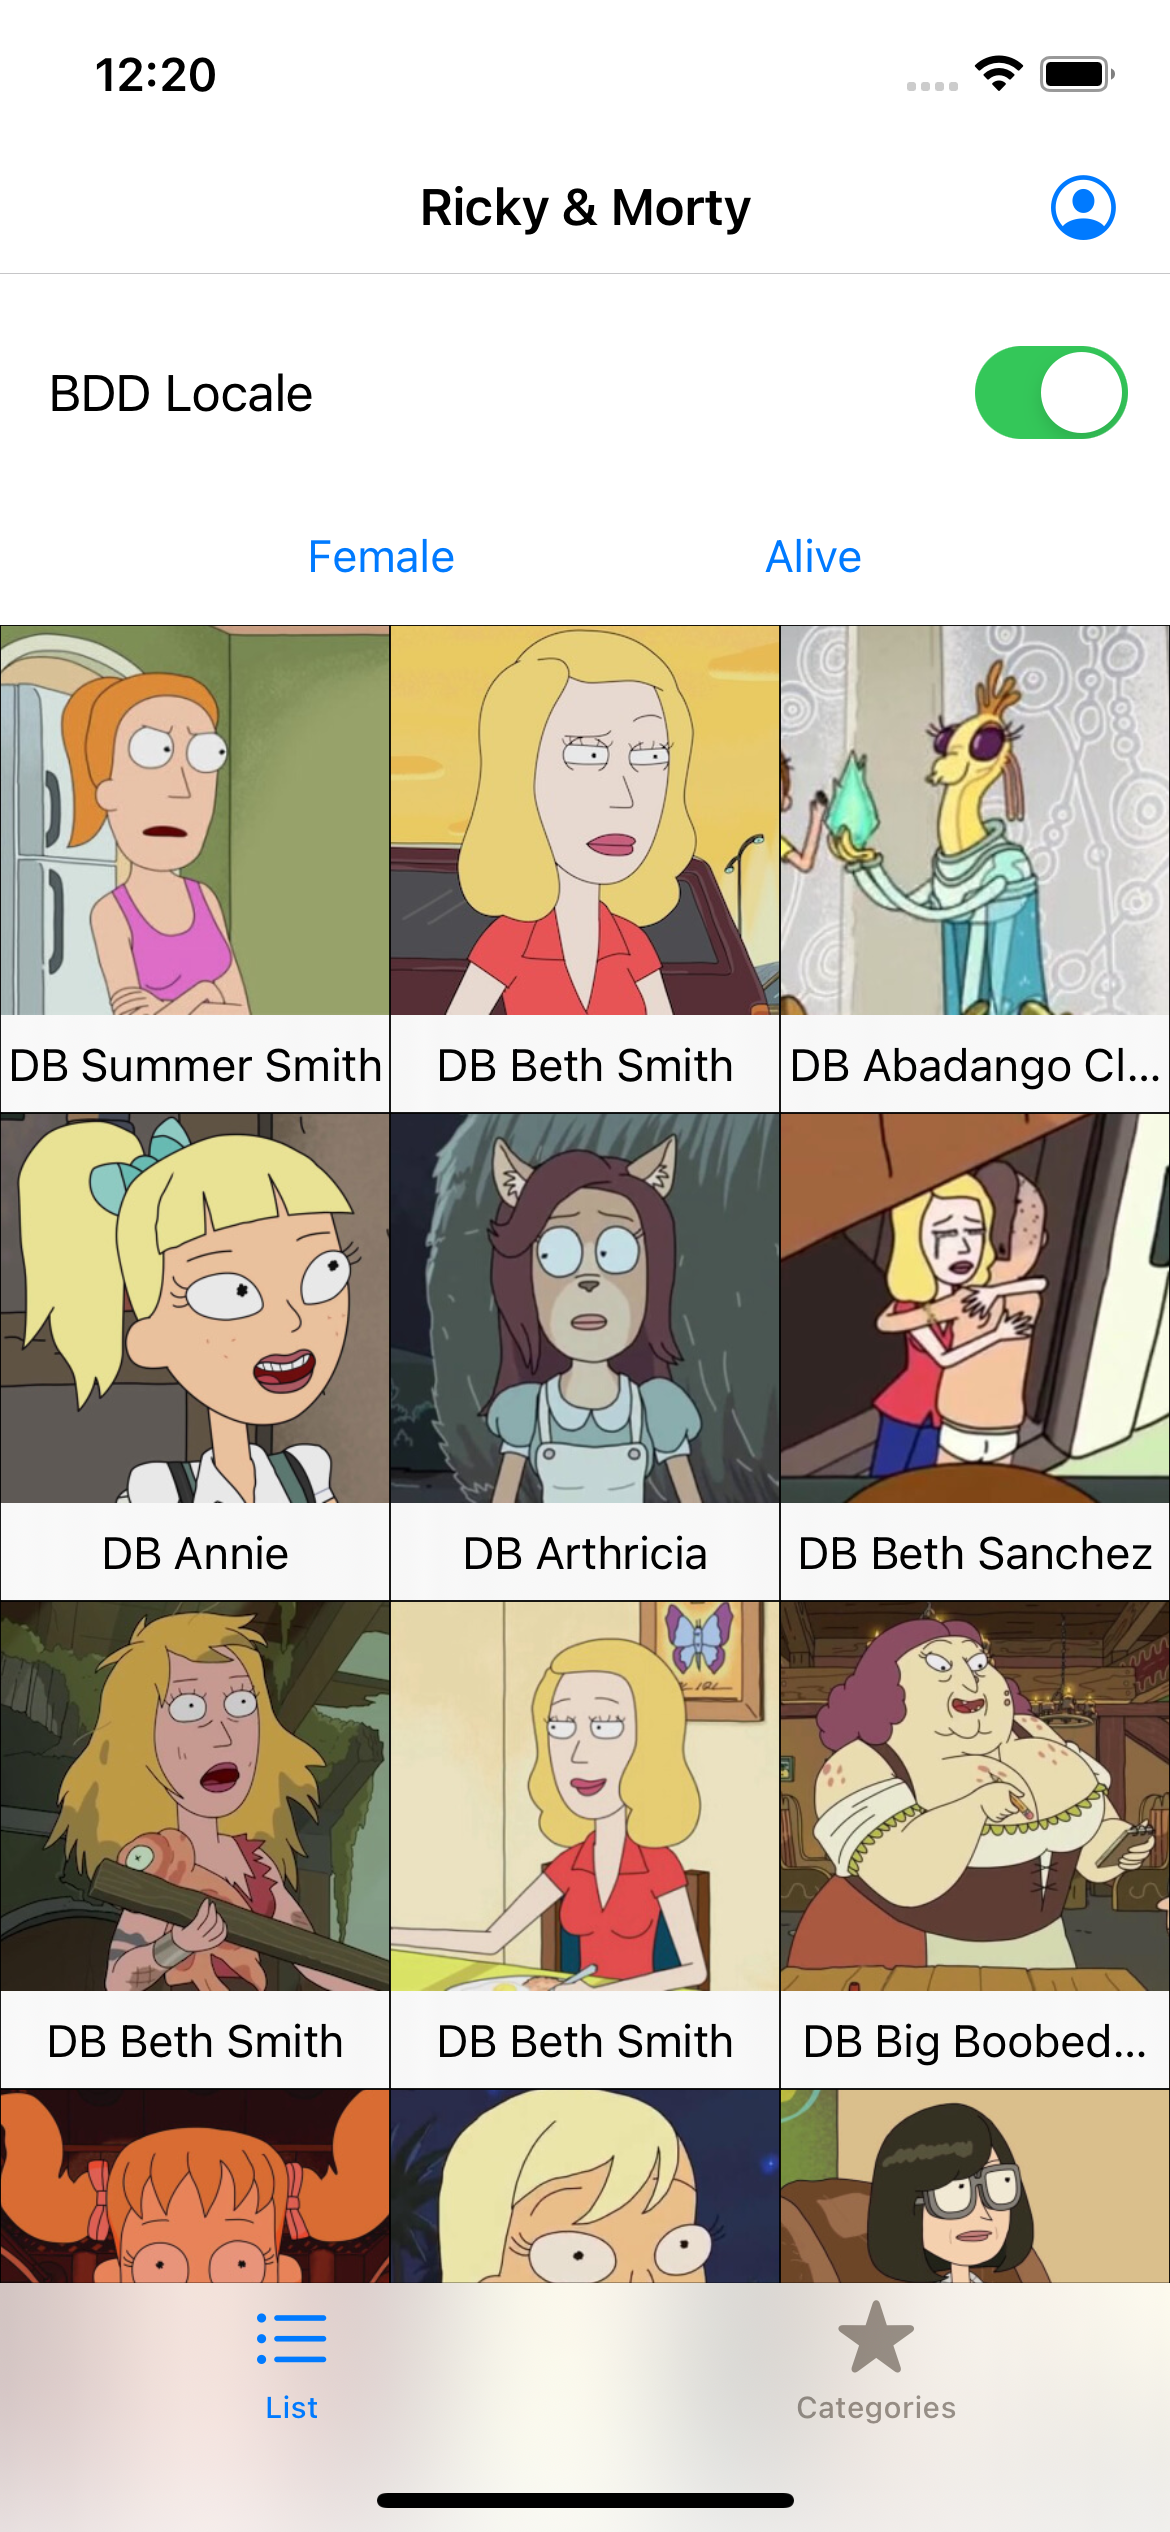 12:20
Ricky & Morty
BDD Locale
Female
Alive
DB Summer Smith
DB Beth Smith
DB Abadango Cl...
DB Annie
DB Arthricia
DB Beth Sanchez
DB Beth Smith
DB Beth Smith
DB Big Boobed...
List
Categories